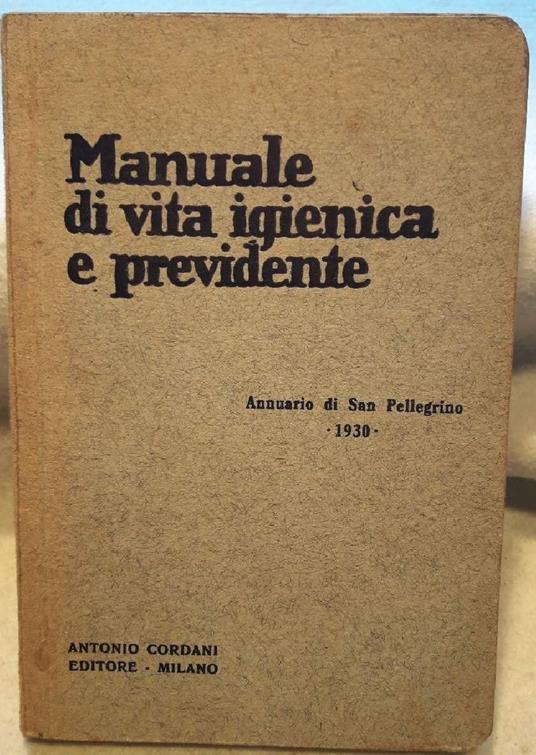 Manuale
di vita igienica
e previdente
Annuario di San Pellegrino
· 1930 ·
ANTONIO CORDANI
EDITORE - MILANO